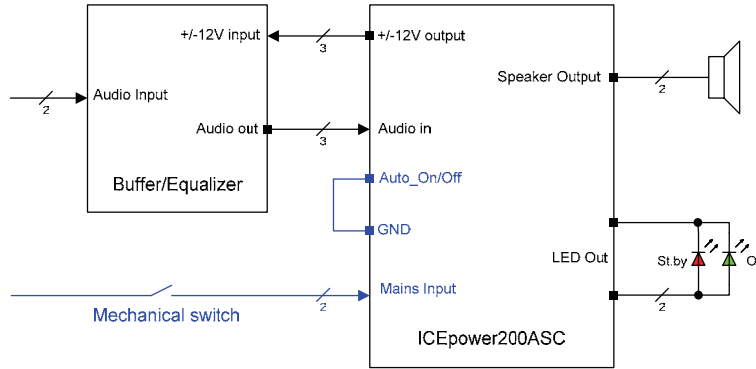 +/-12V input
3
+/-12V output
Speaker Output
2
Audio Input
2
Audio out
3
Audio in
Buffer/Equalizer
Auto_On/Off
GND
LED Out
St.by
O
2
Mains Input
2
Mechanical switch
ICEpower200ASC